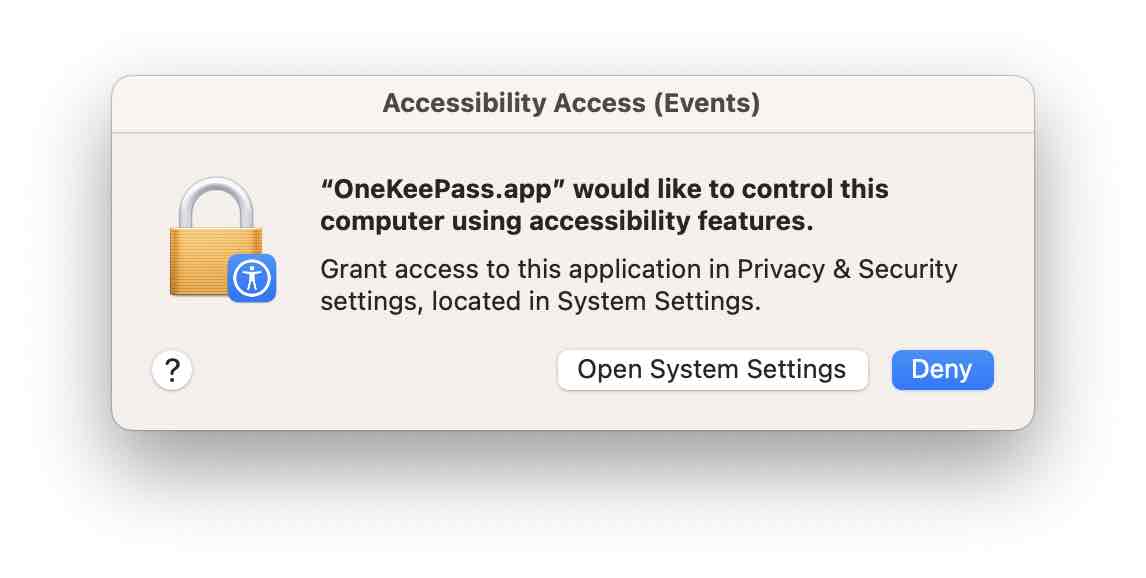 Accessibility Access (Events)
“OneKeePass.app” would like to control this
computer using accessibility features.
Grant access to this application in Privacy & Security
settings, located in System Settings.
?
Open System Settings
Deny